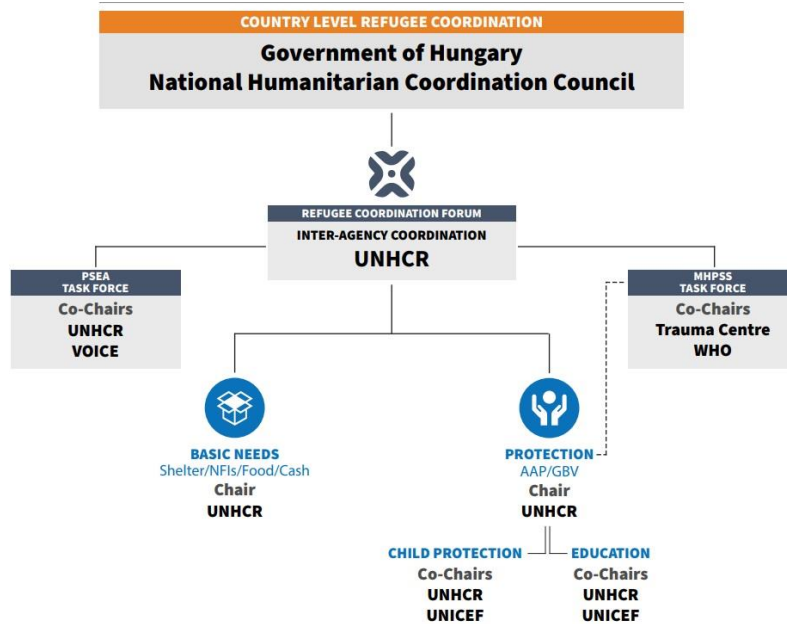 COUNTRY LEVEL REFUGEE COORDINATION
Government of Hungary
National Humanitarian Coordination Council
REFUGEE COORDINATION FORUM
INTER-AGENCY COORDINATION
UNHCR
PSEA
TASK FORCE
Co-Chairs
UNHCR
VOICE
MHPSS
TASK FORCE
Co-Chairs
Trauma Centre
WHO
BASIC NEEDS
Shelter/NFIs/Food/Cash
Chair
UNHCR
PROTECTION
AAP/GBV
Chair
UNHCR
CHILD PROTECTION
Co-Chairs
UNHCR
UNICEF
EDUCATION
Co-Chairs
UNHCR
UNICEF